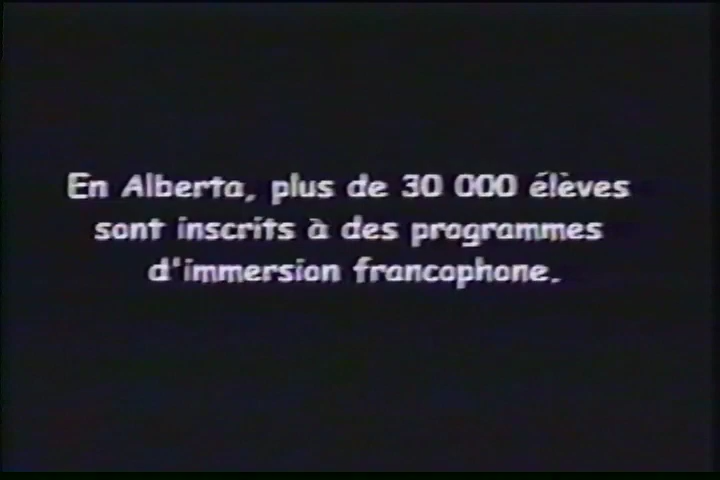 En Alberta, plus de 30 000 élèves
sont inscrits à des programmes
d'immersion francophone.